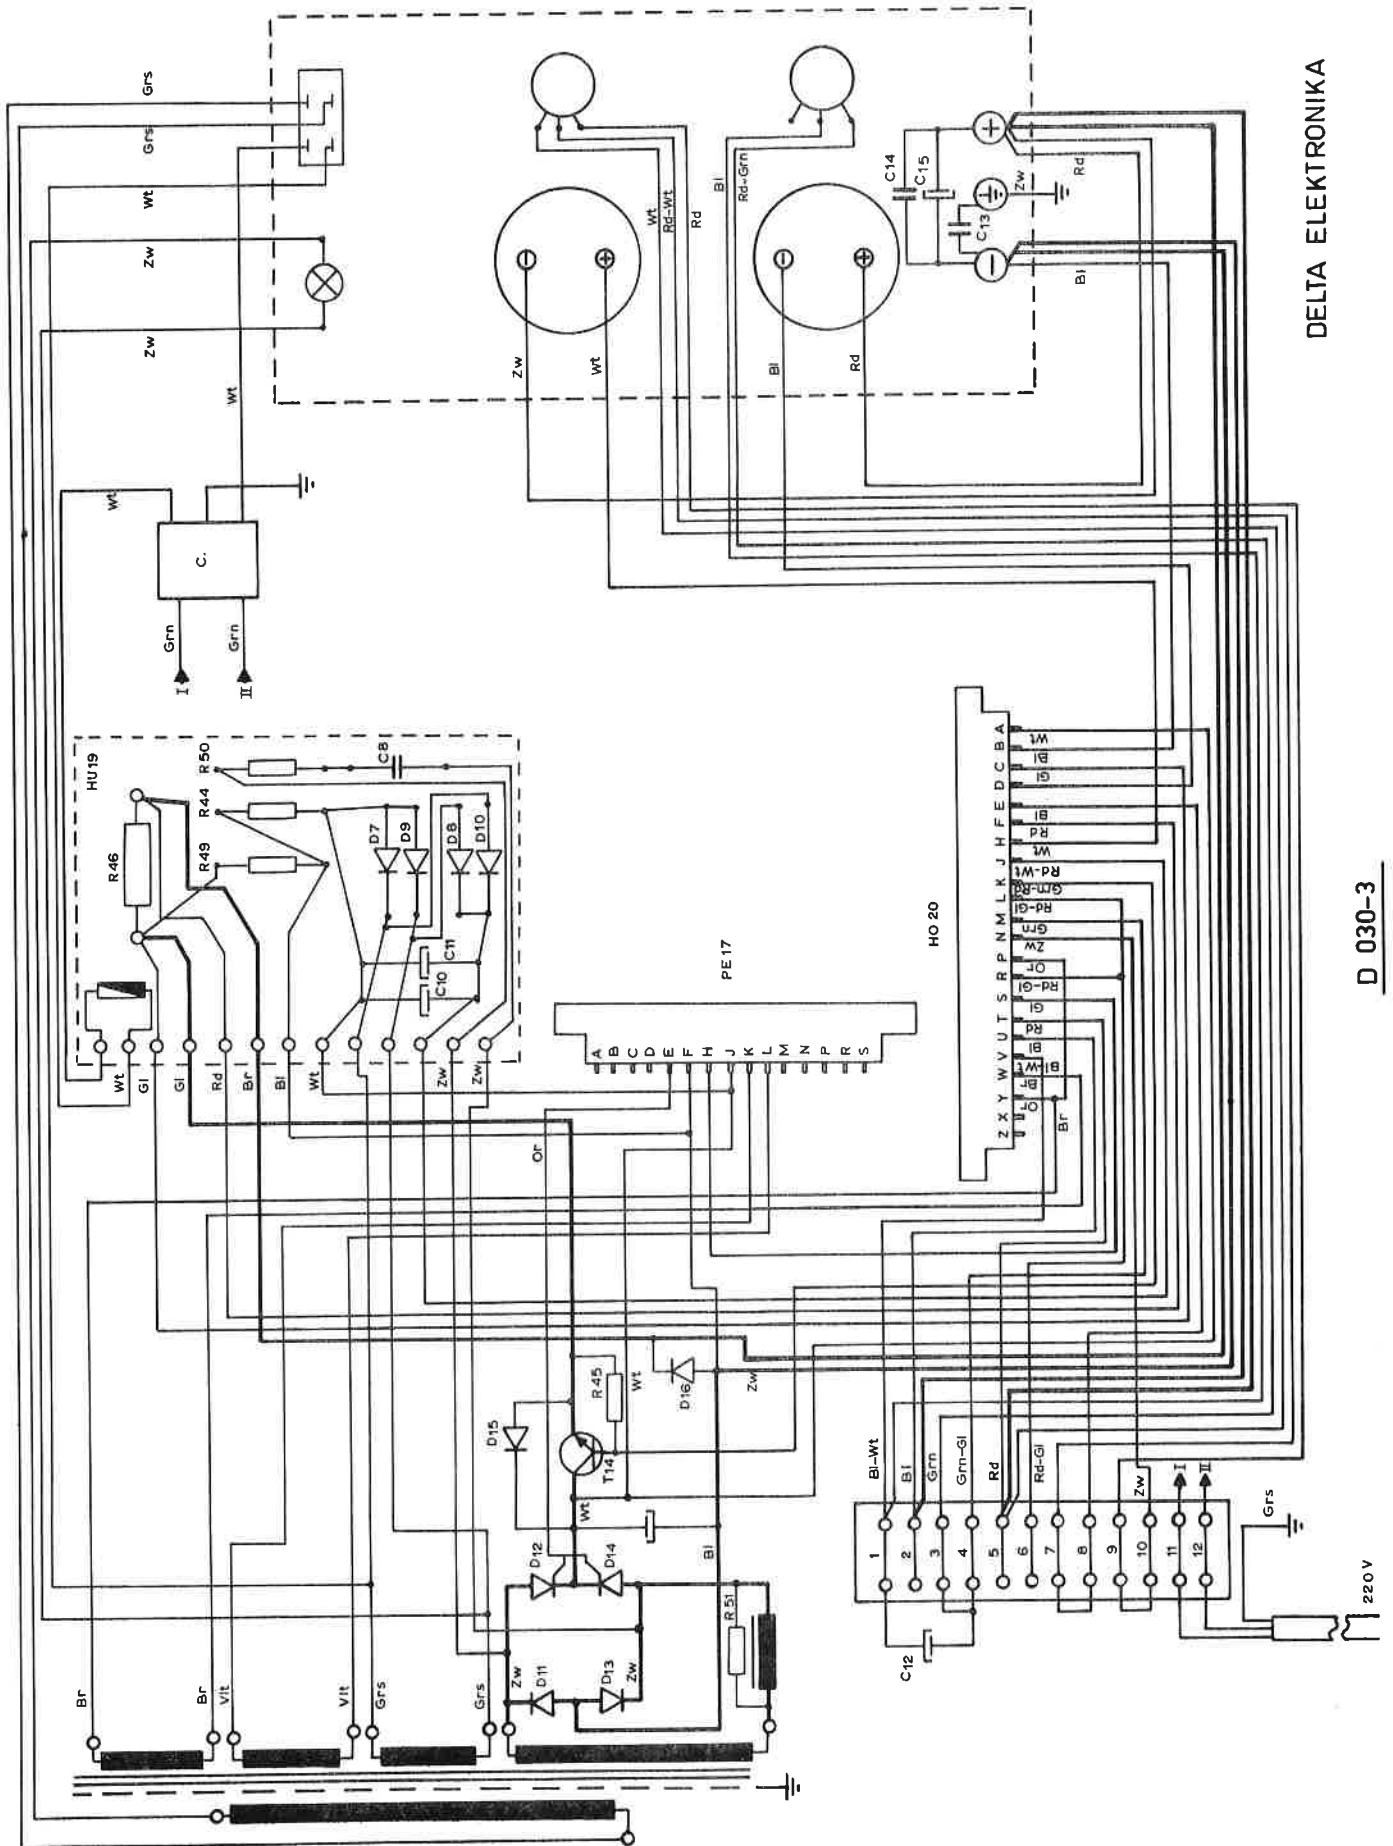 Grs
Grs
Wt
Zw
Zw
Wt
Wt
C.
Grn
Grn
I
II
Wt
Rd-Wt
Rd
Bl
Rd-Grn
C14
C15
C13
Zw
Rd
Bl
Zw
Wt
Bl
Rd
+
-
-
+
-
+
HU19
R46
R49
R44
R50
C8
D7
D9
D8
D10
C11
C10
Wt
Gl
Gl
Rd
Br
Bl
Wt
Zw
Zw
PE17
A
B
C
D
E
F
H
J
K
L
M
N
P
R
S
HO 20
Z X Y W V U T S R P N M L K J H F E D C B A
Wt
Bl
Gl
Bl
Rd
Wt
Rd-Wt
Grn-Rd
Rd-Gl
Grn
Zw
Or
Rd-Gl
Gl
Rd
Bl
Bl-Wt
Br
Or
Br
Or
D15
R45
Wt
T14
D16
Zw
Wt
D12
D14
Bl
D11
D13
Zw
Zw
R51
Br
Br
Vlt
Vlt
Grs
Grs
Bl-Wt
Bl
Grn
Grn-Gl
Rd
Rd-Gl
Zw
I
II
1
2
3
4
5
6
7
8
9
10
11
12
C12
Grs
220V
DELTA ELEKTRONIKA
D 030-3